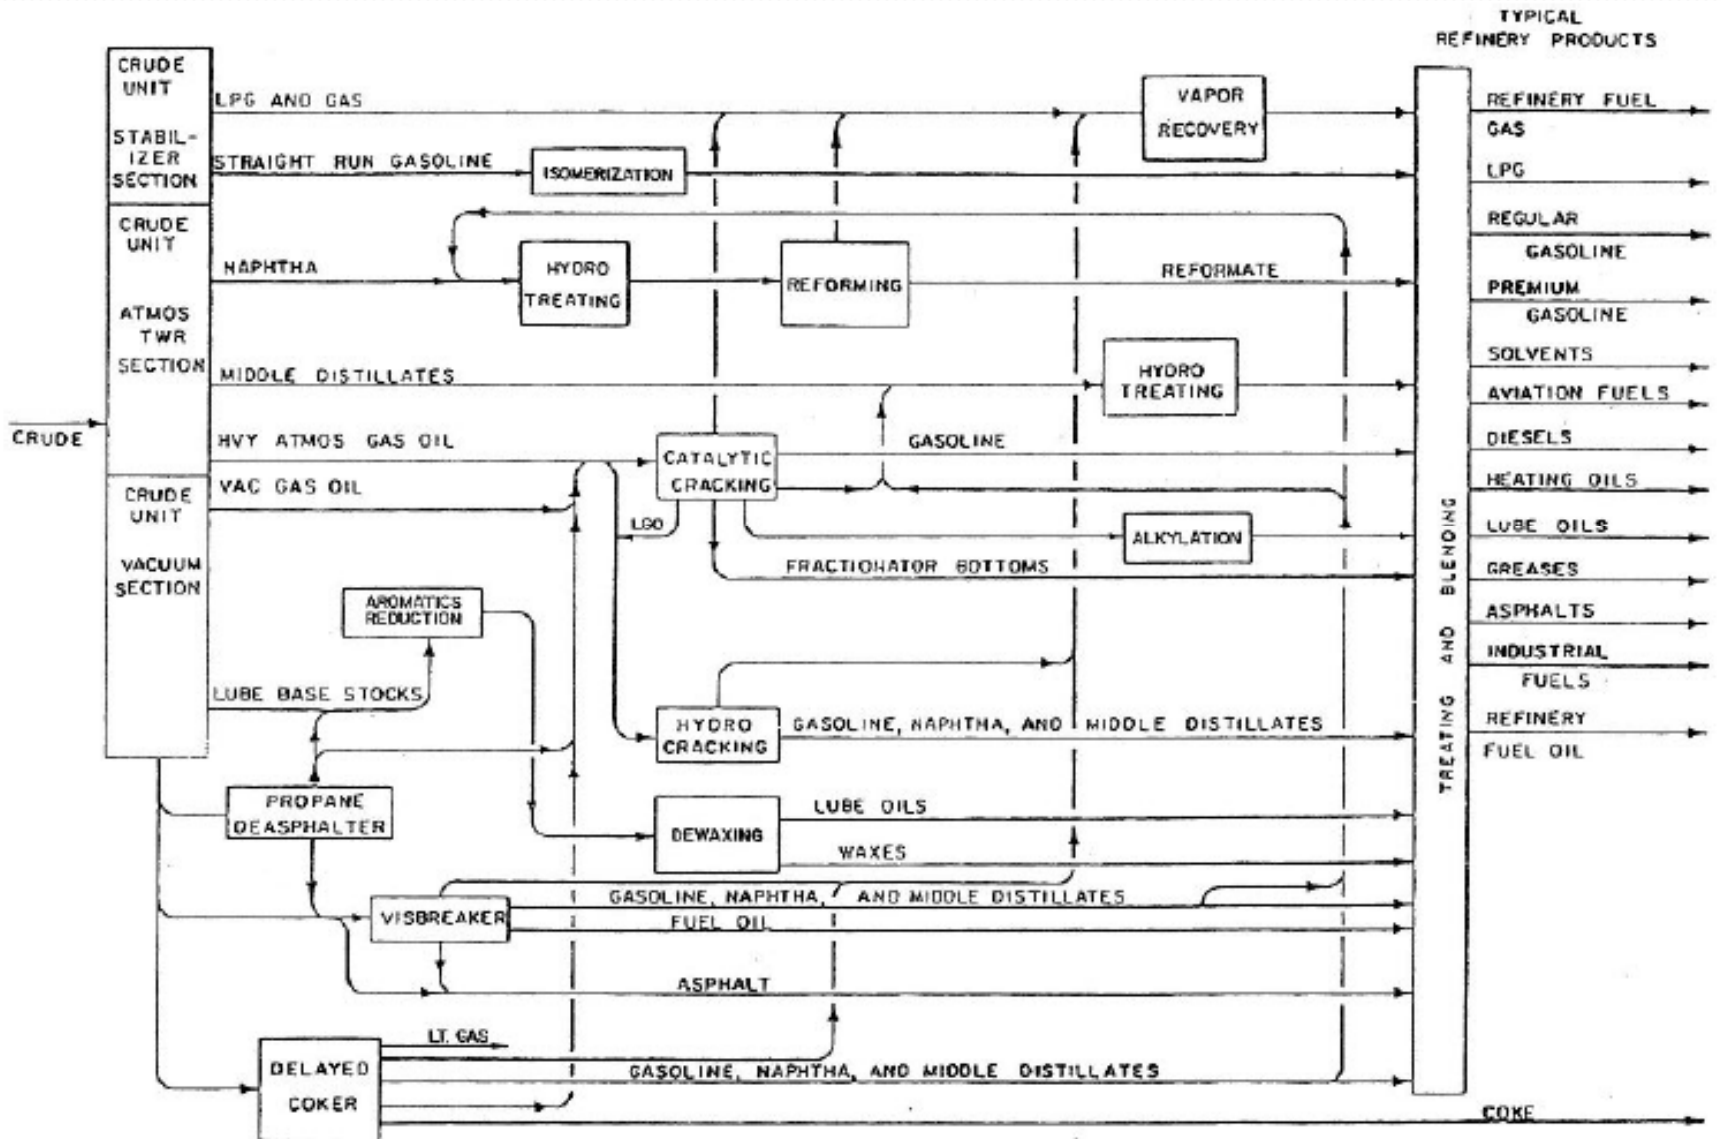 TYPICAL
REFINERY PRODUCTS
CRUDE
UNIT
STABIL-
IZER
SECTION
LPG AND GAS
STRAIGHT RUN GASOLINE
ISOMERIZATION
VAPOR
RECOVERY
CRUDE
UNIT
ATMOS
TWR
SECTION
NAPHTHA
HYDRO
TREATING
REFORMING
REFORMATE
MIDDLE DISTILLATES
HYDRO
TREATING
CRUDE
HVY ATMOS GAS OIL
CATALYTIC
CRACKING
GASOLINE
CRUDE
UNIT
VACUUM
SECTION
VAC GAS OIL
LGO
ALKYLATION
FRACTIONATOR BOTTOMS
AROMATICS
REDUCTION
LUBE BASE STOCKS
HYDRO
CRACKING
GASOLINE, NAPHTHA, AND MIDDLE DISTILLATES
PROPANE
DEASPHALTER
DEWAXING
LUBE OILS
WAXES
VISBREAKER
GASOLINE, NAPHTHA, AND MIDDLE DISTILLATES
FUEL OIL
ASPHALT
DELAYED
COKER
LT. GAS
GASOLINE, NAPHTHA, AND MIDDLE DISTILLATES
TREATING AND BLENDING
REFINERY FUEL
GAS
LPG
REGULAR
GASOLINE
PREMIUM
GASOLINE
SOLVENTS
AVIATION FUELS
DIESELS
HEATING OILS
LUBE OILS
GREASES
ASPHALTS
INDUSTRIAL
FUELS
REFINERY
FUEL OIL
COKE